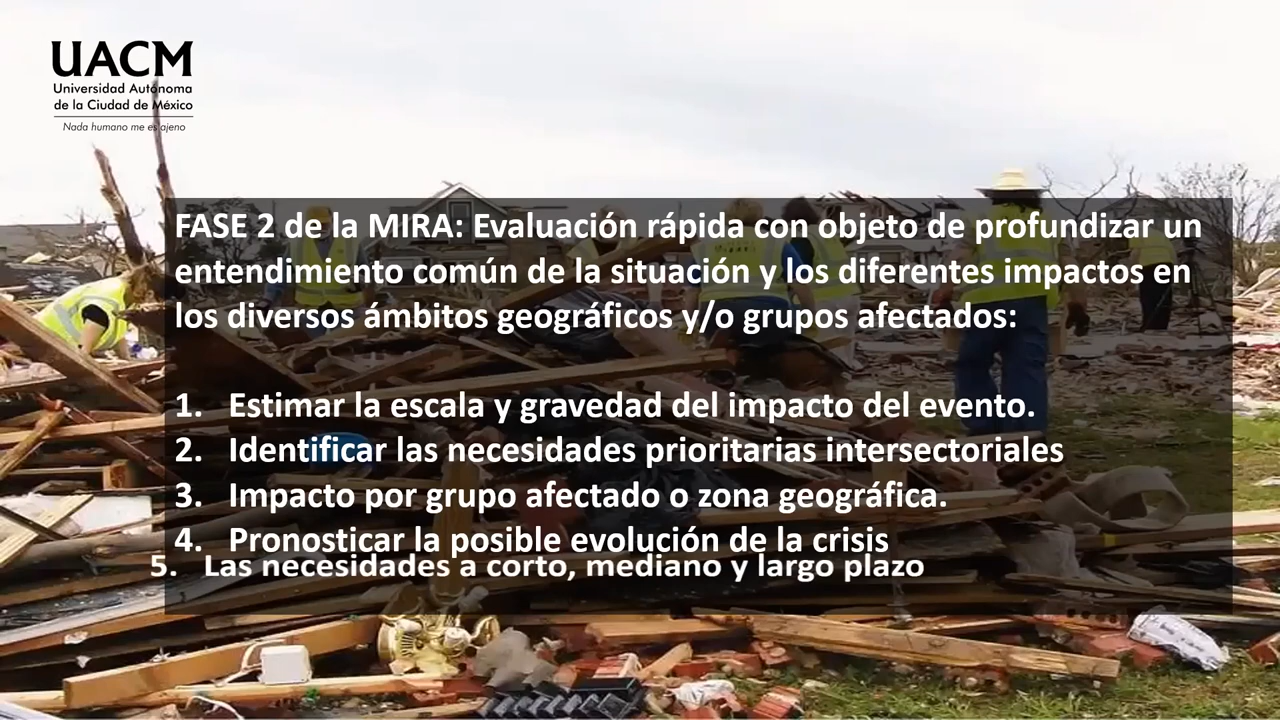 UACM
Universidad Autónoma
de la Ciudad de México
Nada humano me es ajeno
FASE 2 de la MIRA: Evaluación rápida con objeto de profundizar un
entendimiento común de la situación y los diferentes impactos en
los diversos ámbitos geográficos y/o grupos afectados:
1. Estimar la escala y gravedad del impacto del evento.
2. Identificar las necesidades prioritarias intersectoriales
3. Impacto por grupo afectado o zona geográfica.
4. Pronosticar la posible evolución de la crisis
5. Las necesidades a corto, mediano y largo plazo